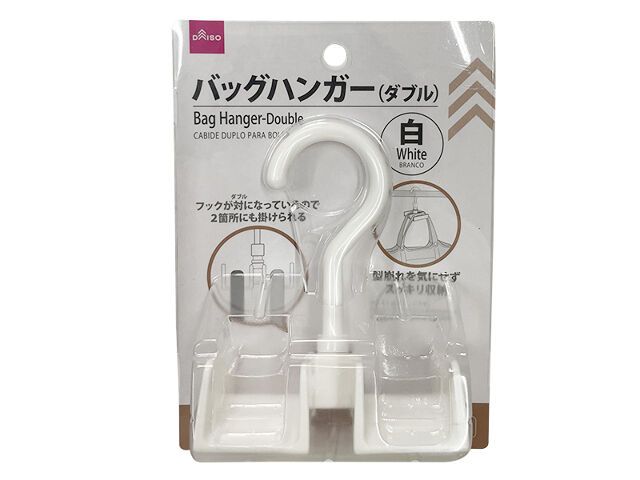 DAISO
バッグハンガー(ダブル)
Bag Hanger-Double
CABIDE DUPLO PARA
白
White
BRANCO
ダブル
フックが対になっているので
2箇所にも掛けられる
型崩れを気にせず
スッキリ収納